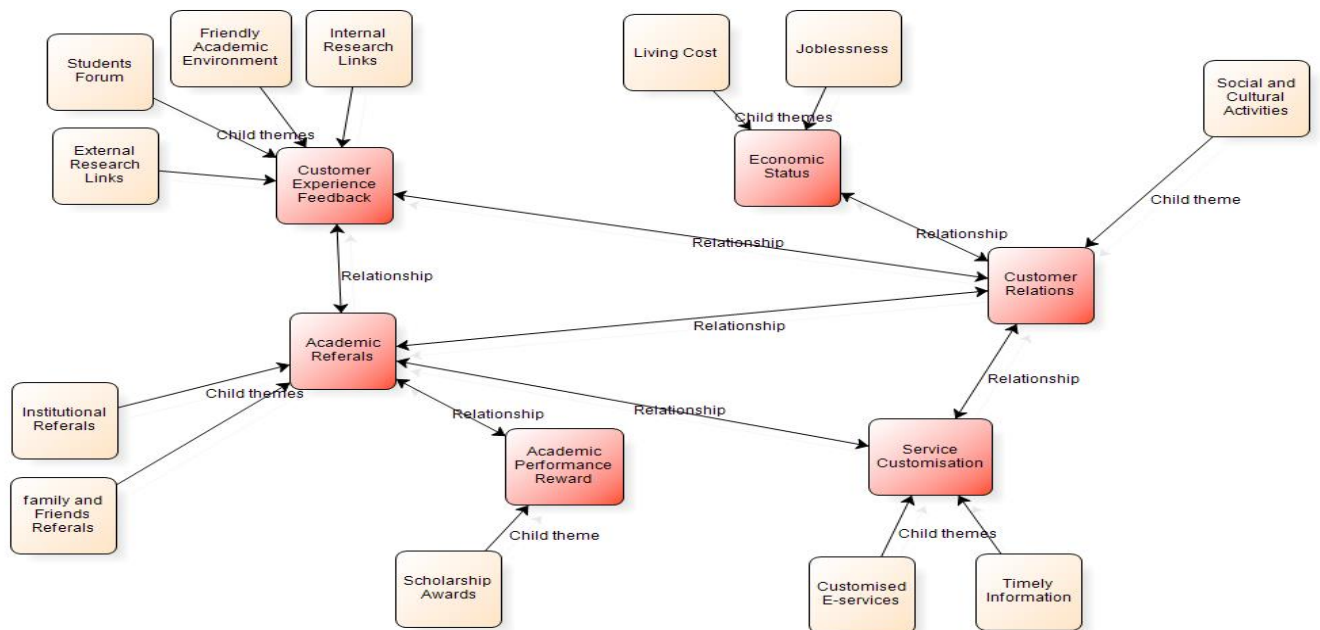 Students
Forum
Friendly
Academic
Environment
Internal
Research
Links
Living Cost
Joblessness
Social and
Cultural
Activities
Child themes
Child themes
External
Research
Links
Customer
Experience
Feedback
Economic
Status
Child theme
Relationship
Relationship
Relationship
Customer
Relations
Relationship
Academic
Referals
Child themes
Relationship
Institutional
Referals
Relationship
Relationship
Academic
Performance
Reward
Service
Customisation
family and
Friends
Referals
Child theme
Child themes
Scholarship
Awards
Customised
E-services
Timely
Information